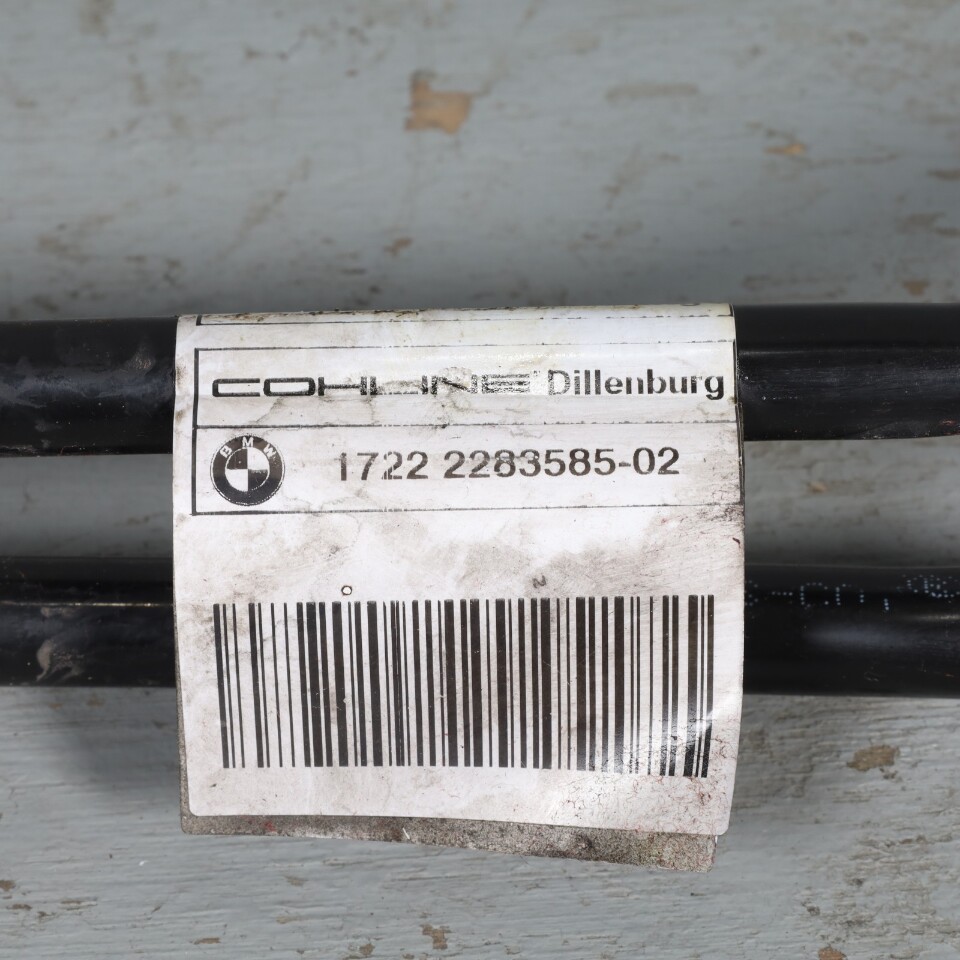 COHLINE Dillenburg
BMW
1722 2283585-02